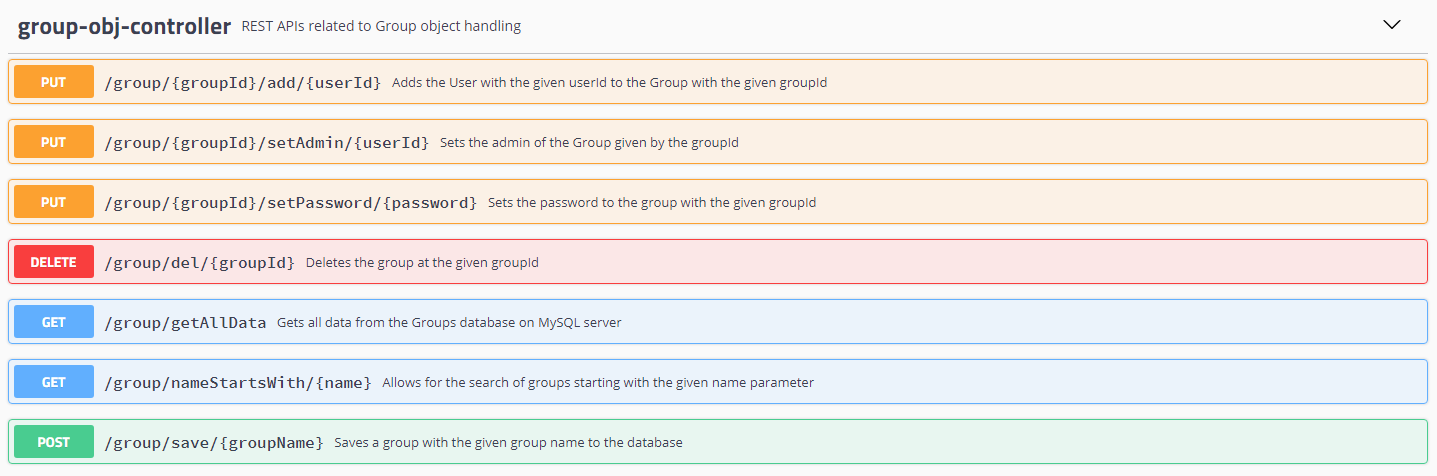 group-obj-controller REST APIs related to Group object handling
PUT /group/{groupId}/add/{userId} Adds the User with the given userId to the Group with the given groupId
PUT /group/{groupId}/setAdmin/{userId} Sets the admin of the Group given by the groupId
PUT /group/{groupId}/setPassword/{password} Sets the password to the group with the given groupId
DELETE /group/del/{groupId} Deletes the group at the given groupId
GET /group/getAllData Gets all data from the Groups database on MySQL server
GET /group/nameStartsWith/{name} Allows for the search of groups starting with the given name parameter
POST /group/save/{groupName} Saves a group with the given group name to the database